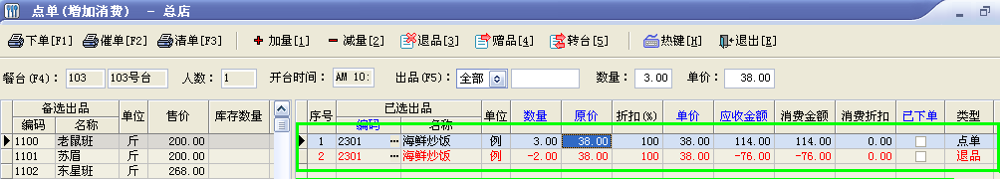 点单(增加消费) - 总店
下单[F1] 催单[F2] 清单[F3] + 加量[1] - 减量[2] 退品[3] 赠品[4] 转台[5] 热键[H] 退出[E]
餐台(F4): 103 103号台 人数: 1 开台时间: AM 10: 出品(F5): 全部 数量: 3.00 单价: 38.00
备选出品 单位 售价 库存数量 序号 已选出品 单位 数量 原价 折扣(%) 单价 应收金额 消费金额 消费折扣 已下单 类型
编码 名称 编码 名称
1100 老鼠班 斤 200.00 1 2301 ··· 海鲜炒饭 例 3.00 38.00 100 38.00 114.00 114.00 0.00 点单
1101 苏眉 斤 200.00 2 2301 ··· 海鲜炒饭 例 -2.00 38.00 100 38.00 -76.00 -76.00 0.00 退品
1102 东星班 斤 268.00